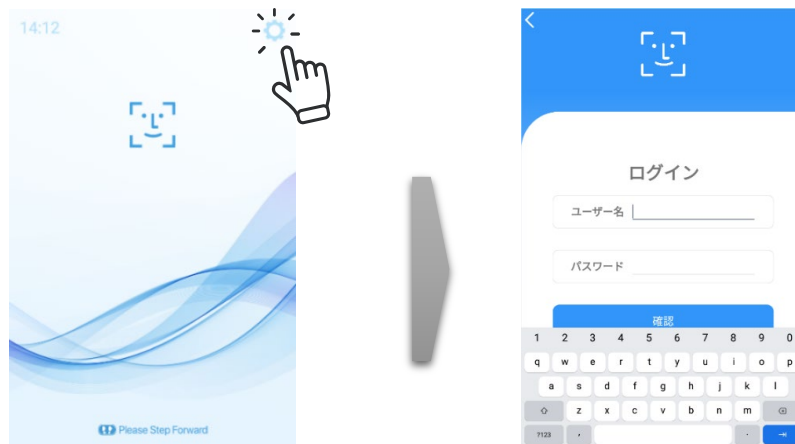 14:12
Please Step Forward
ログイン
ユーザー名
パスワード
確認
1 2 3 4 5 6 7 8 9 0
q w e r t y u i o p
a s d f g h j k l
z x c v b n m
?123 , .